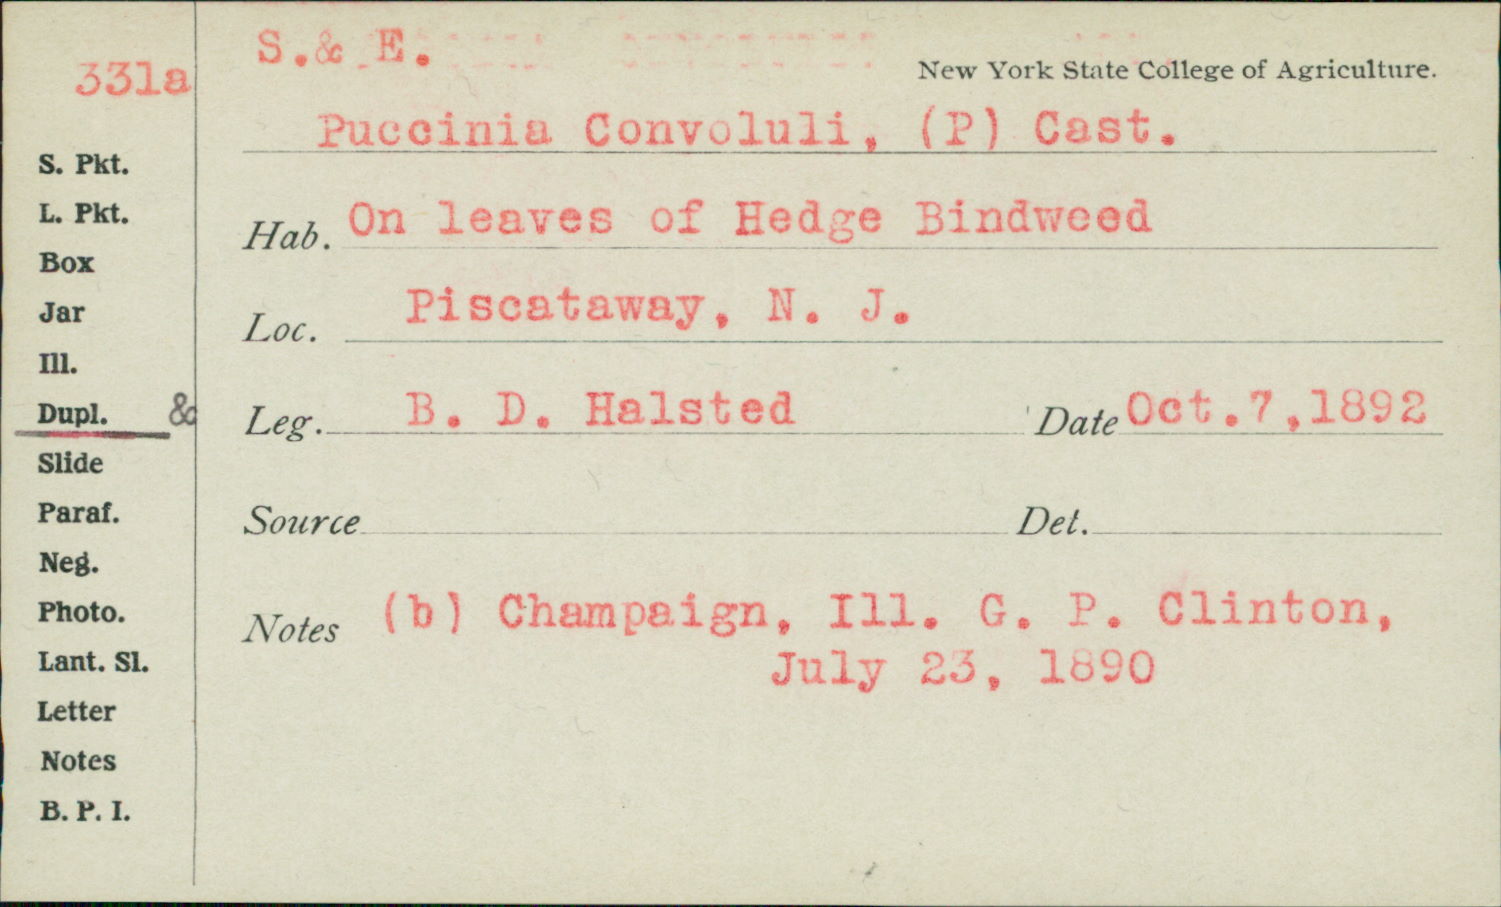 331a
S.& E.
New York State College of Agriculture.
Puccinia Convoluli, (P) Cast.
Hab. On leaves of Hedge Bindweed
Loc. Piscataway, N. J.
Leg. B. D. Halsted Date Oct.7,1892
Source Det.
Notes (b) Champaign, Ill. G. P. Clinton,
July 23, 1890
S. Pkt.
L. Pkt.
Box
Jar
Ill.
Dupl. &
Slide
Paraf.
Neg.
Photo.
Lant. Sl.
Letter
Notes
B. P. I.